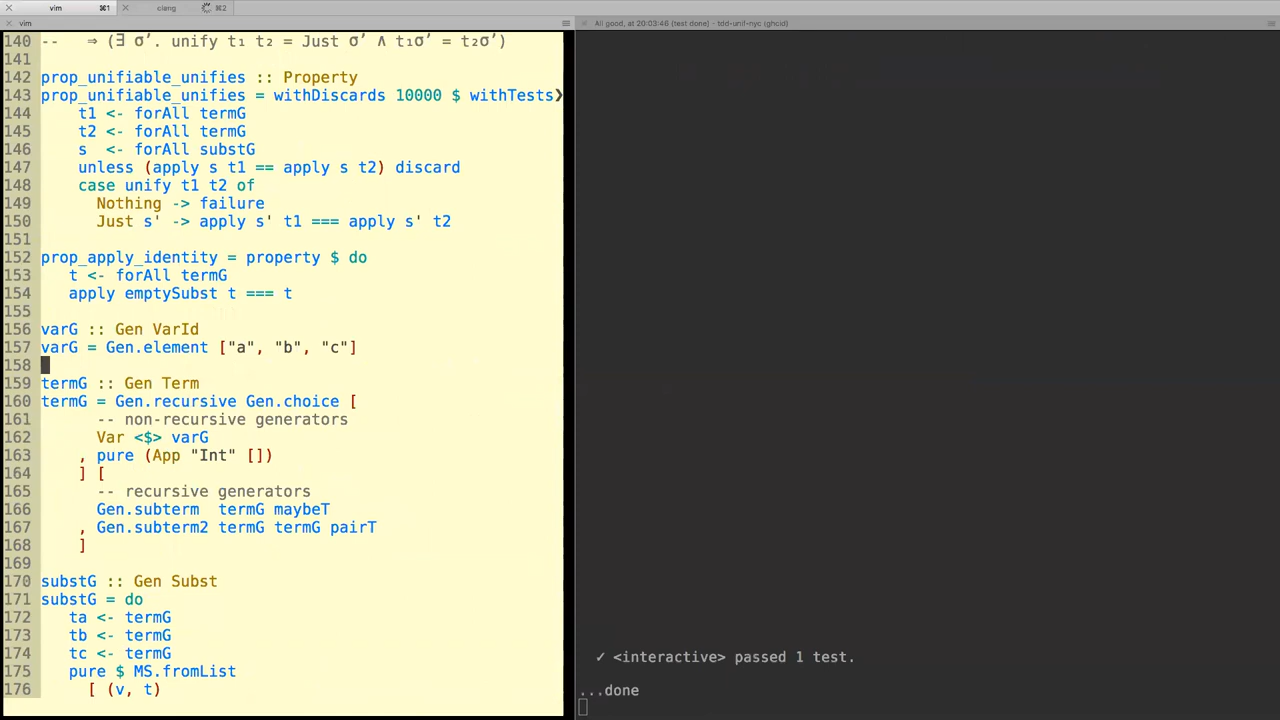 vim ⌘1 clang ⌘2
vim
140 --   ⇒ (∃ σ’. unify t₁ t₂ = Just σ’ ∧ t₁σ’ = t₂σ’)
141
142 prop_unifiable_unifies :: Property
143 prop_unifiable_unifies = withDiscards 10000 $ withTests❯
144     t1 <- forAll termG
145     t2 <- forAll termG
146     s  <- forAll substG
147     unless (apply s t1 == apply s t2) discard
148     case unify t1 t2 of
149       Nothing -> failure
150       Just s' -> apply s' t1 === apply s' t2
151
152 prop_apply_identity = property $ do
153    t <- forAll termG
154    apply emptySubst t === t
155
156 varG :: Gen VarId
157 varG = Gen.element ["a", "b", "c"]
158
159 termG :: Gen Term
160 termG = Gen.recursive Gen.choice [
161       -- non-recursive generators
162       Var <$> varG
163     , pure (App "Int" [])
164     ] [
165       -- recursive generators
166       Gen.subterm  termG maybeT
167     , Gen.subterm2 termG termG pairT
168     ]
169
170 substG :: Gen Subst
171 substG = do
172    ta <- termG
173    tb <- termG
174    tc <- termG
175    pure $ MS.fromList
176      [ (v, t)
All good, at 20:03:46 (test done) - tdd-unif-nyc (ghcid)
✓ <interactive> passed 1 test.
...done